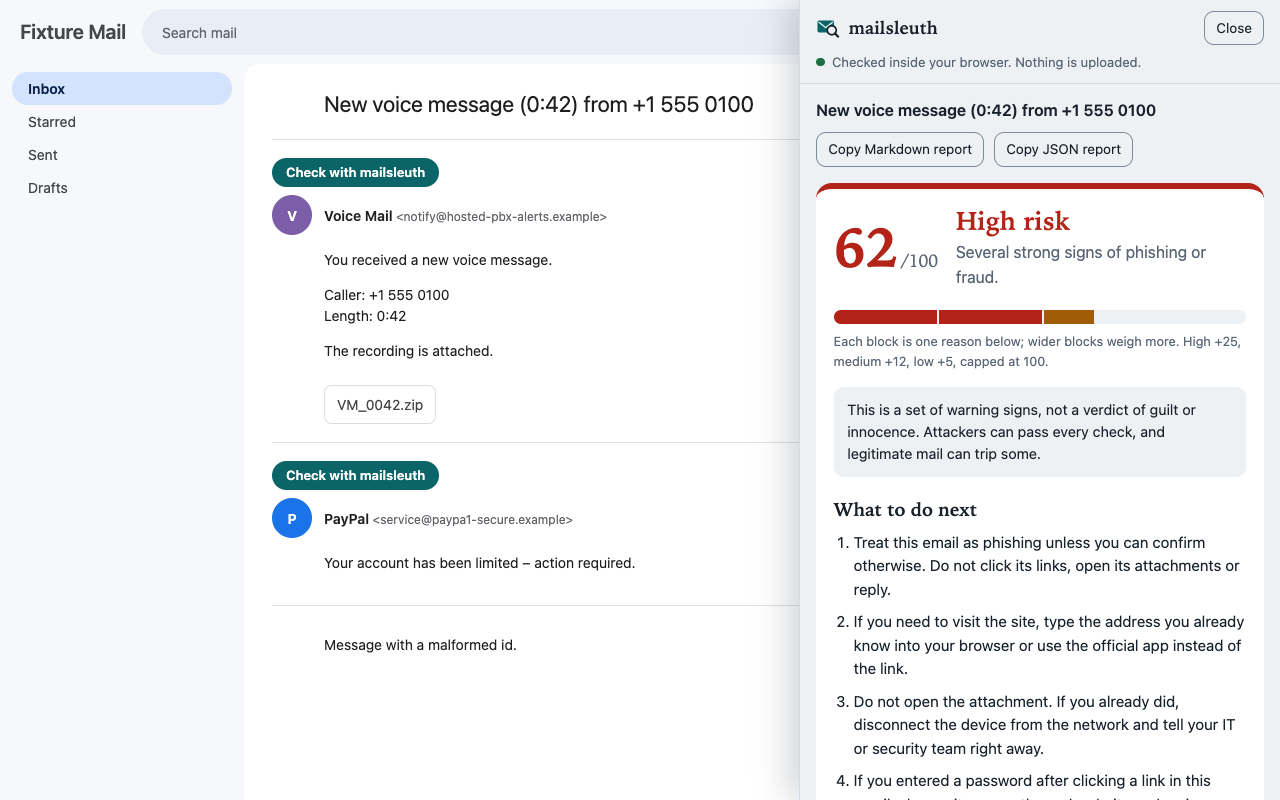 Fixture Mail
Search mail
Inbox
Starred
Sent
Drafts
New voice message (0:42) from +1 555 0100
Check with mailsleuth
V
Voice Mail <notify@hosted-pbx-alerts.example>
You received a new voice message.
Caller: +1 555 0100
Length: 0:42
The recording is attached.
VM_0042.zip
Check with mailsleuth
P
PayPal <service@paypa1-secure.example>
Your account has been limited – action required.
Message with a malformed id.
mailsleuth
Close
Checked inside your browser. Nothing is uploaded.
New voice message (0:42) from +1 555 0100
Copy Markdown report
Copy JSON report
62/100
High risk
Several strong signs of phishing or
fraud.
Each block is one reason below; wider blocks weigh more. High +25,
medium +12, low +5, capped at 100.
This is a set of warning signs, not a verdict of guilt or
innocence. Attackers can pass every check, and
legitimate mail can trip some.
What to do next
1. Treat this email as phishing unless you can confirm
otherwise. Do not click its links, open its attachments or
reply.
2. If you need to visit the site, type the address you already
know into your browser or use the official app instead of
the link.
3. Do not open the attachment. If you already did,
disconnect the device from the network and tell your IT
or security team right away.
4. If you entered a password after clicking a link in this